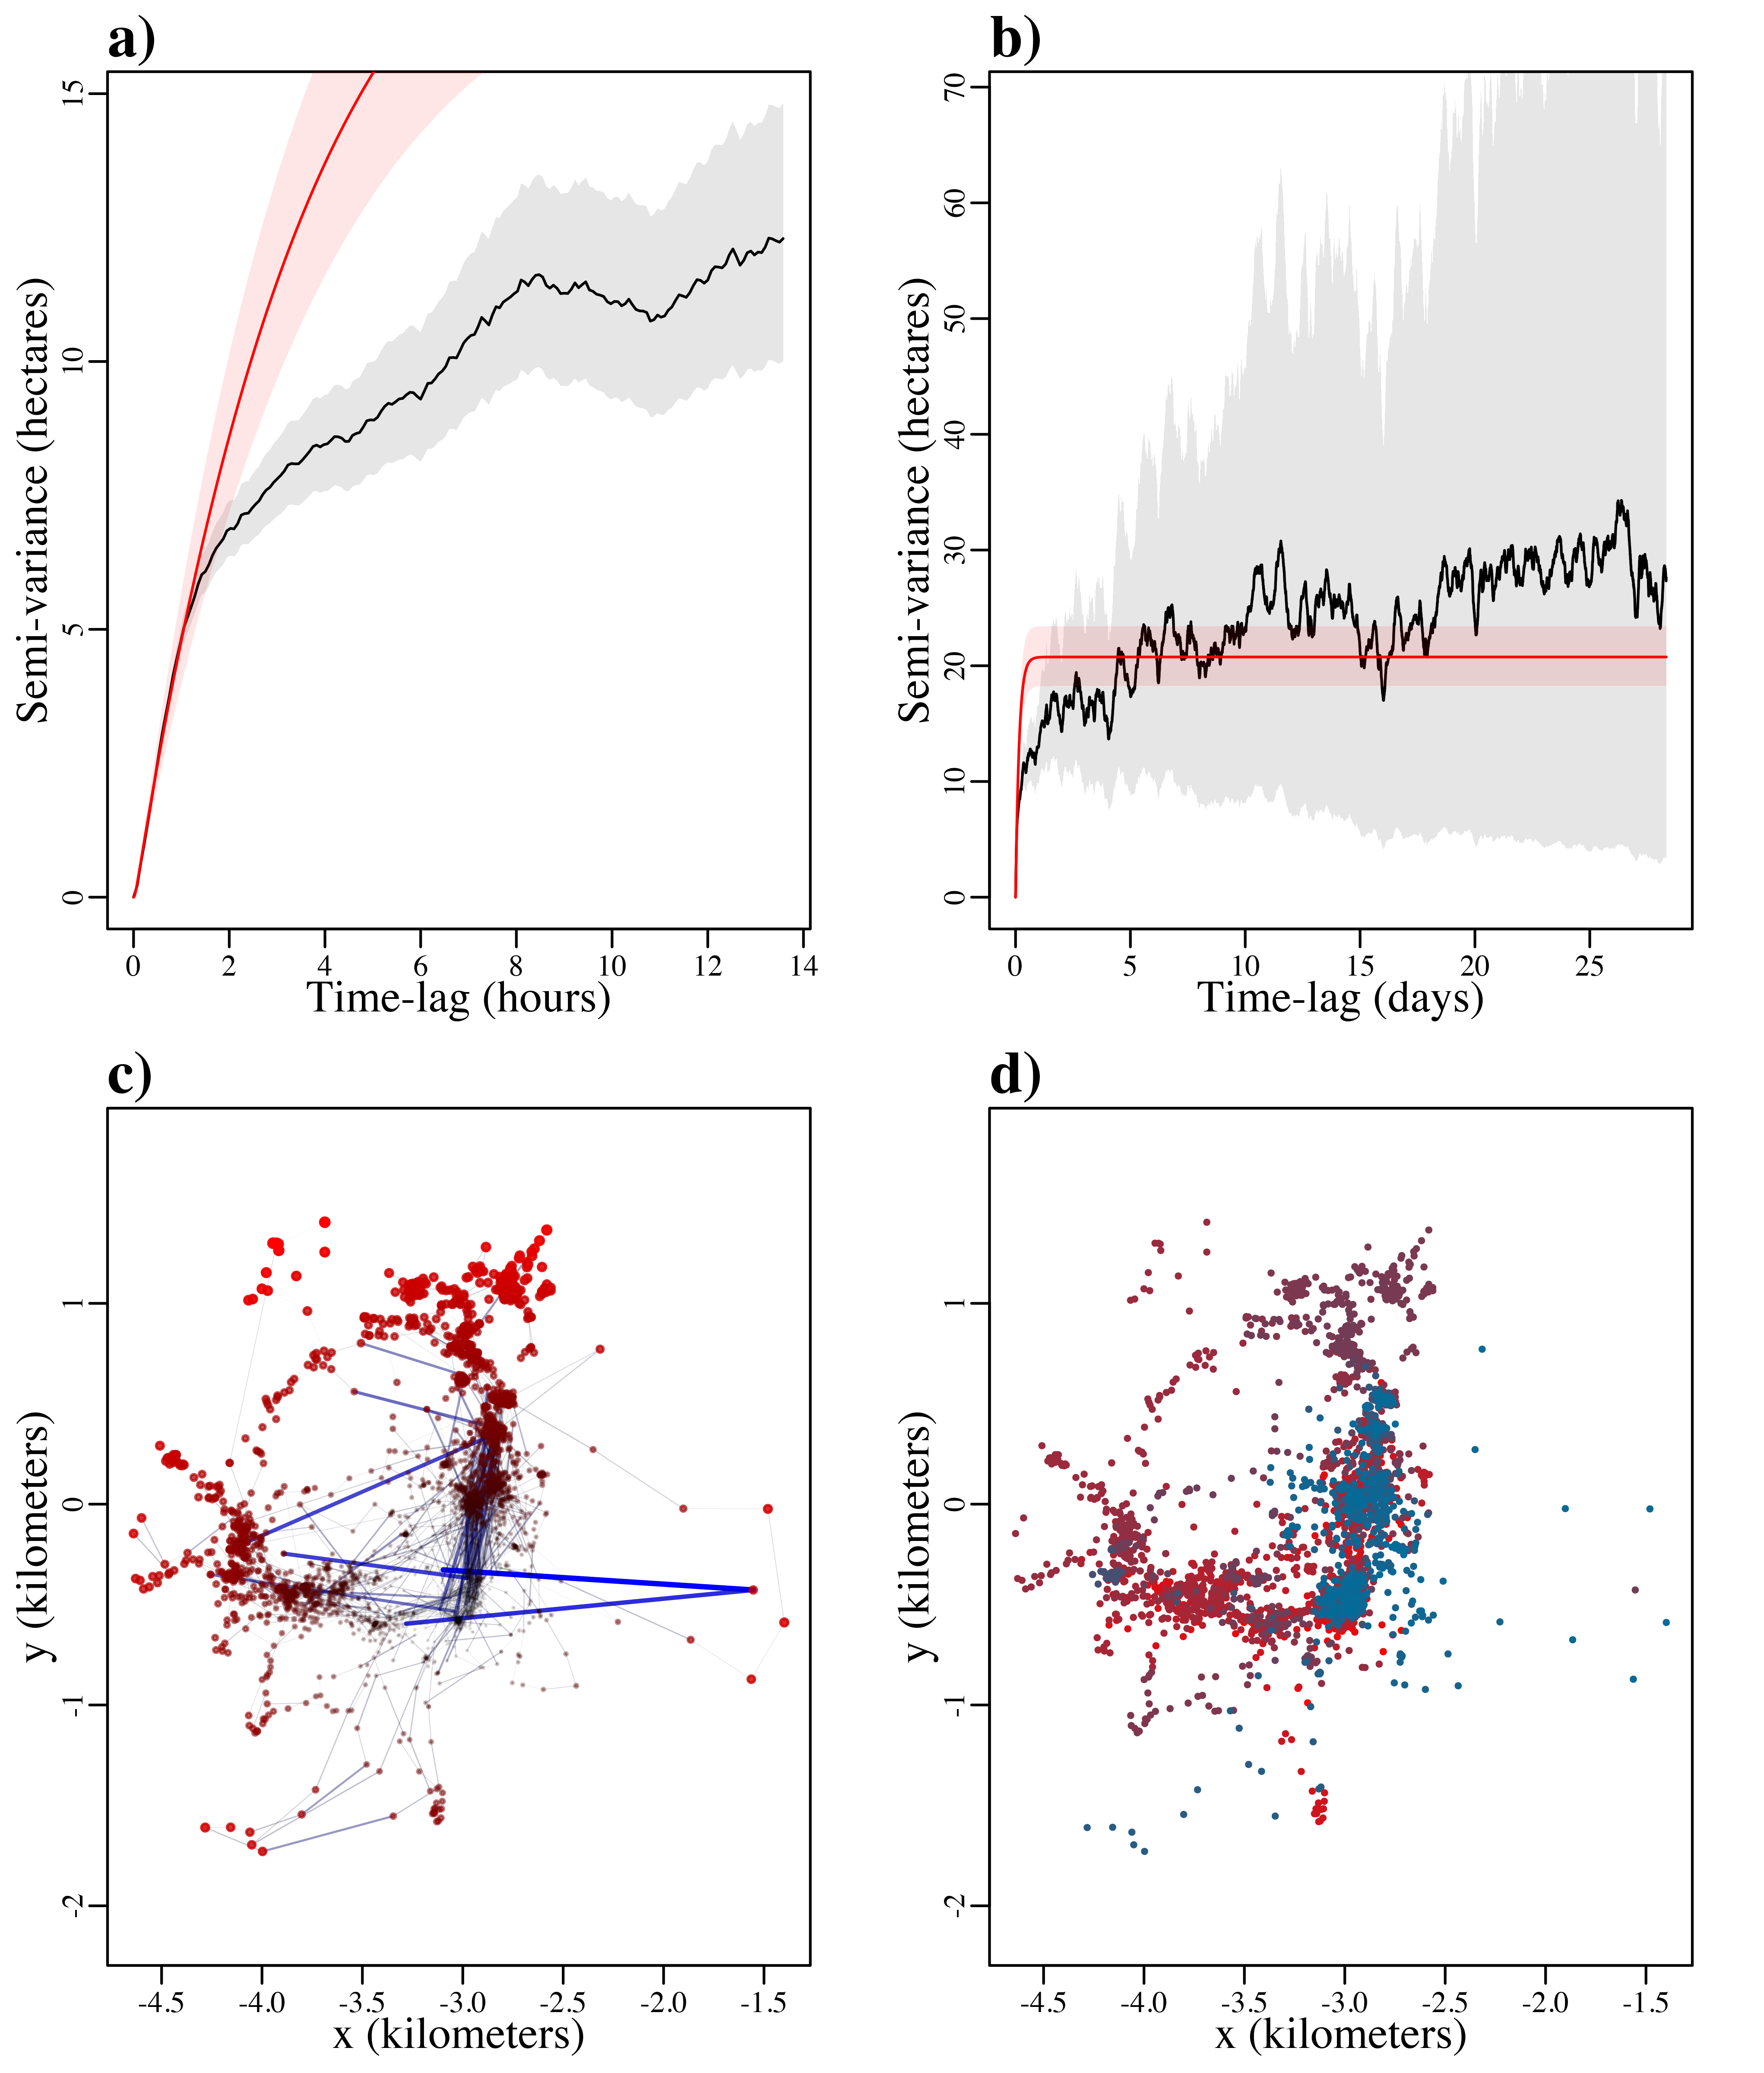 a)
Semi-variance (hectares)
15
10
5
0
0 2 4 6 8 10 12 14
Time-lag (hours)
b)
Semi-variance (hectares)
70
60
50
40
30
20
10
0
0 5 10 15 20 25
Time-lag (days)
c)
y (kilometers)
1
0
-1
-2
-4.5 -4.0 -3.5 -3.0 -2.5 -2.0 -1.5
x (kilometers)
d)
y (kilometers)
1
0
-1
-2
-4.5 -4.0 -3.5 -3.0 -2.5 -2.0 -1.5
x (kilometers)